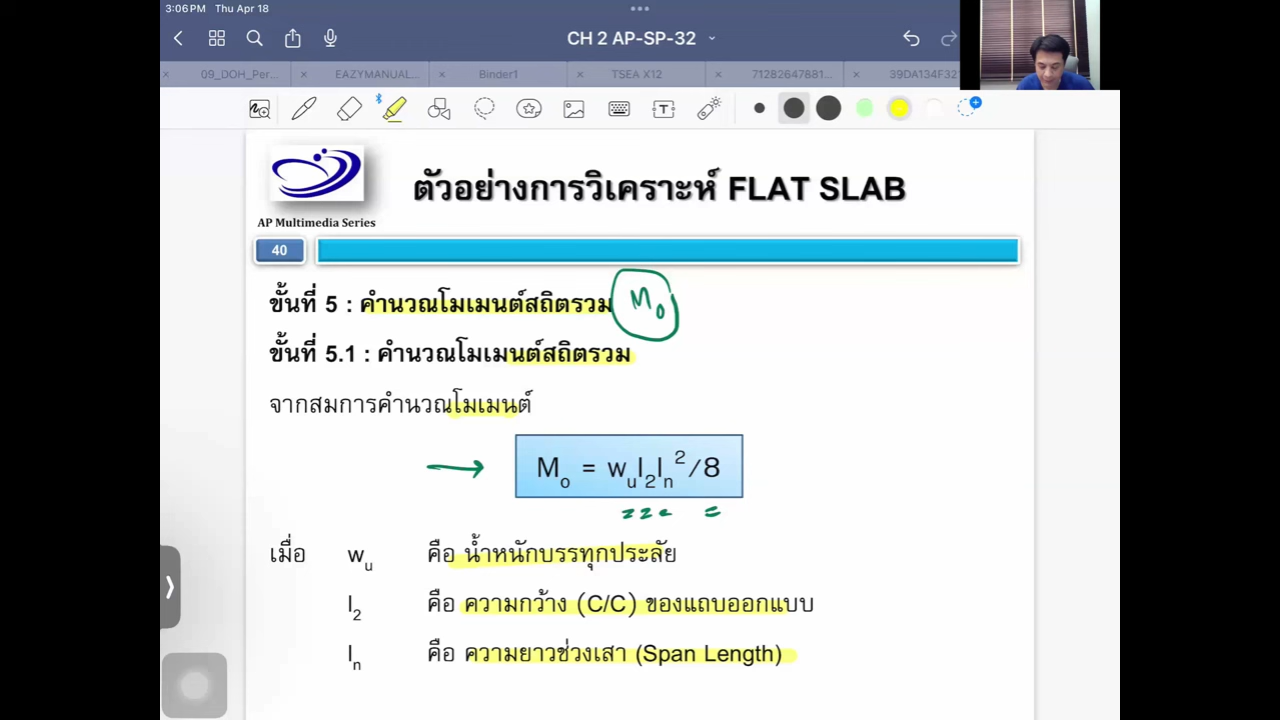 3:06 PM Thu Apr 18
CH 2 AP-SP-32
09_DOH_Per...
EAZYMANUAL...
Binder1
TSEA X12
712B2647881...
39DA134F321
ตัวอย่างการวิเคราะห์ FLAT SLAB
AP Multimedia Series
40
ขั้นที่ 5 : คำนวณโมเมนต์สถิตรวม M₀
ขั้นที่ 5.1 : คำนวณโมเมนต์สถิตรวม
จากสมการคำนวณโมเมนต์
Mₒ = wᵤl₂lₙ²/8
เมื่อ wᵤ คือ น้ำหนักบรรทุกประลัย
l₂ คือ ความกว้าง (C/C) ของแถบออกแบบ
lₙ คือ ความยาวช่วงเสา (Span Length)